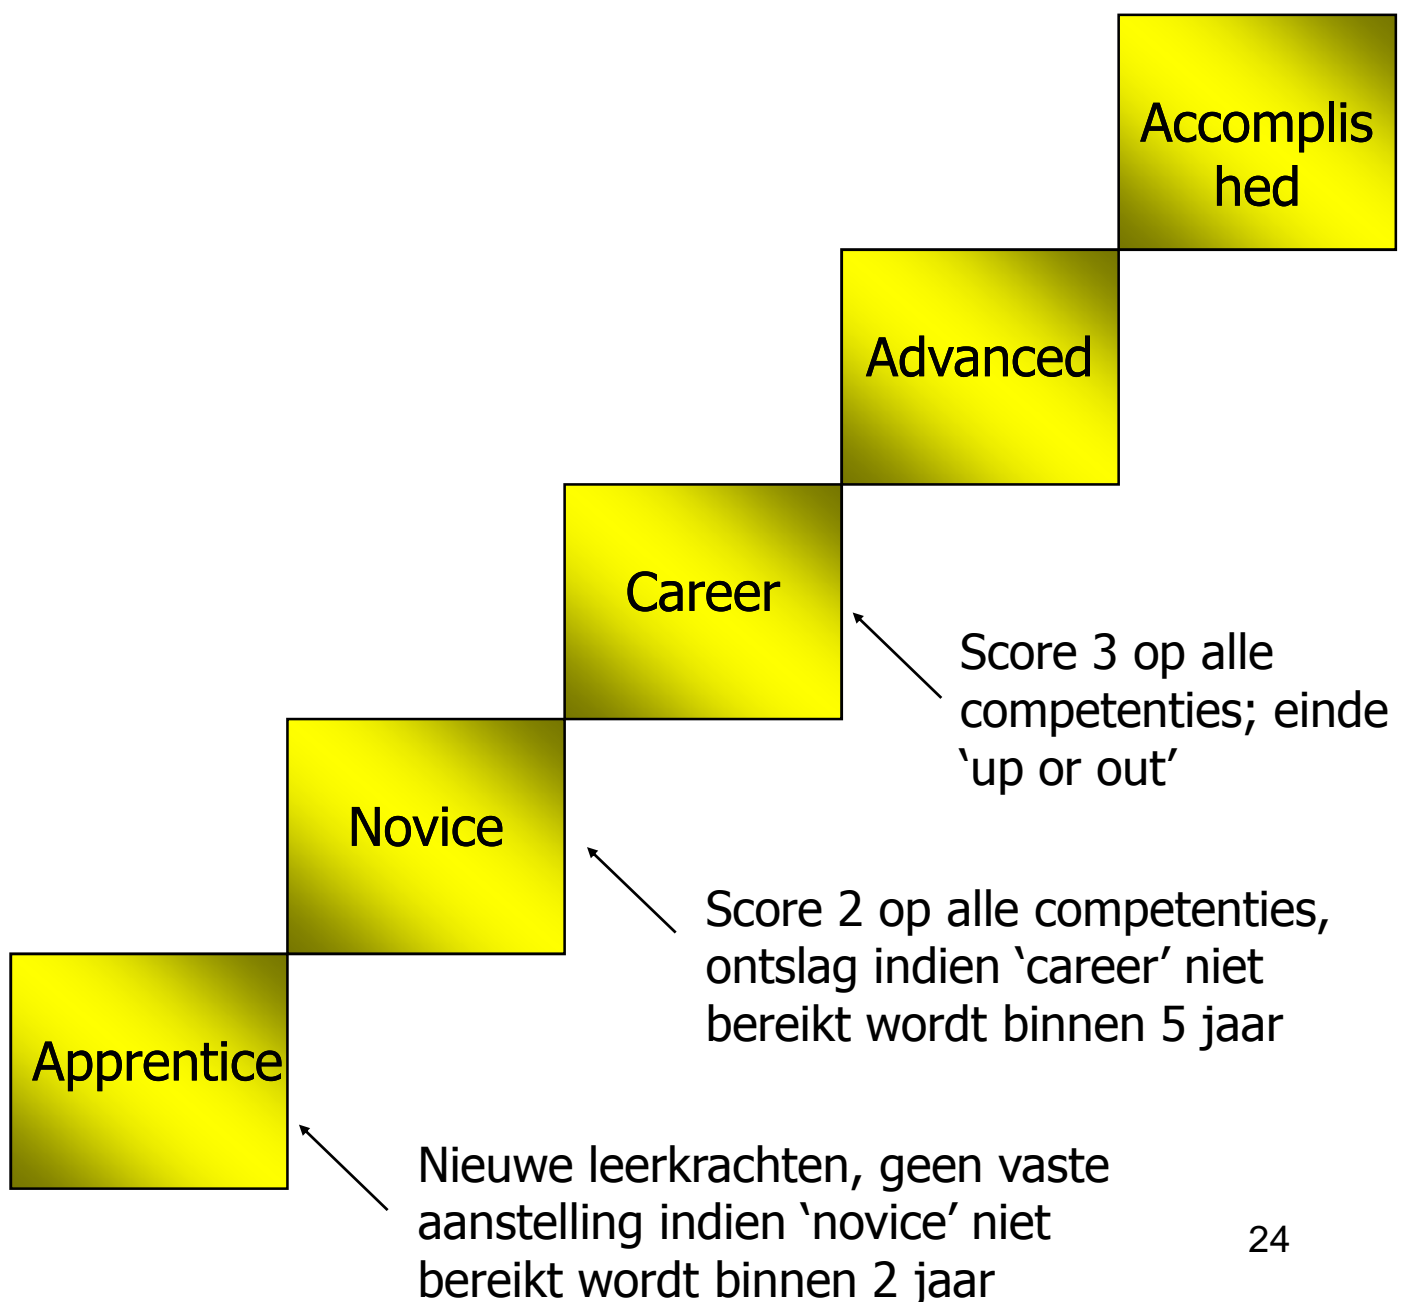 Accomplis
hed
Advanced
Career
Score 3 op alle
competenties; einde
‘up or out’
Novice
Score 2 op alle competenties,
ontslag indien ‘career’ niet
bereikt wordt binnen 5 jaar
Apprentice
Nieuwe leerkrachten, geen vaste
aanstelling indien ‘novice’ niet
bereikt wordt binnen 2 jaar
24